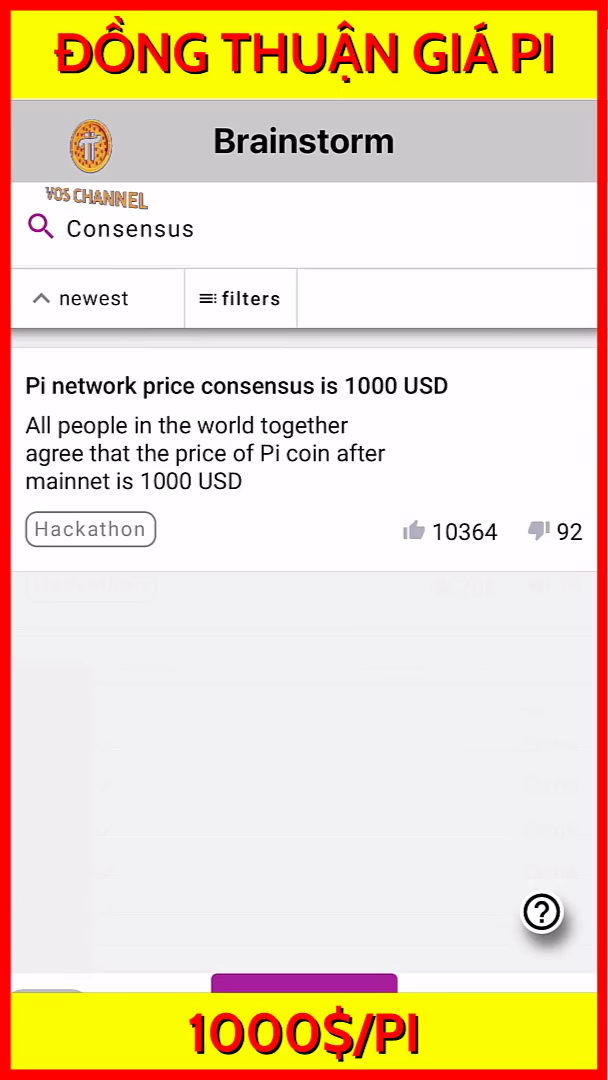 ĐỒNG THUẬN GIÁ PI
Brainstorm
VOS CHANNEL
Consensus
newest
filters
Pi network price consensus is 1000 USD
All people in the world together
agree that the price of Pi coin after
mainnet is 1000 USD
Hackathon
10364
92
1000$/PI